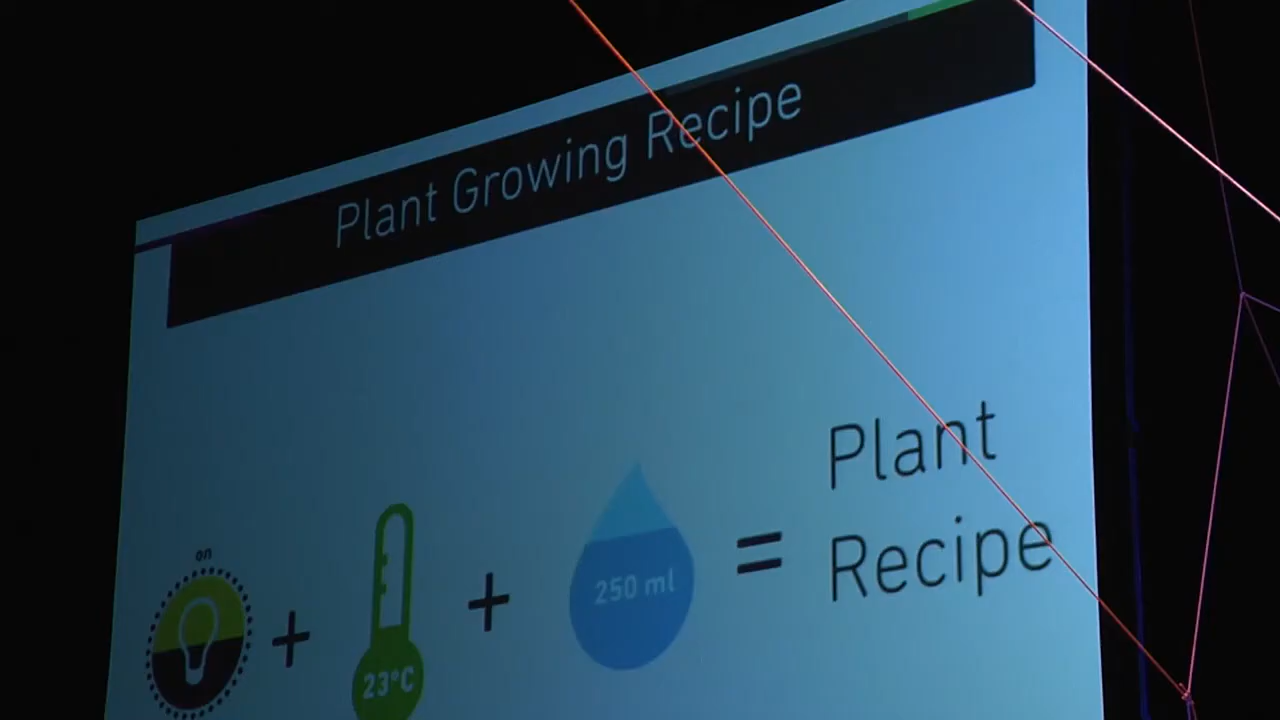 Plant Growing Recipe
on
+
23°C
+
250 ml
=
Plant
Recipe